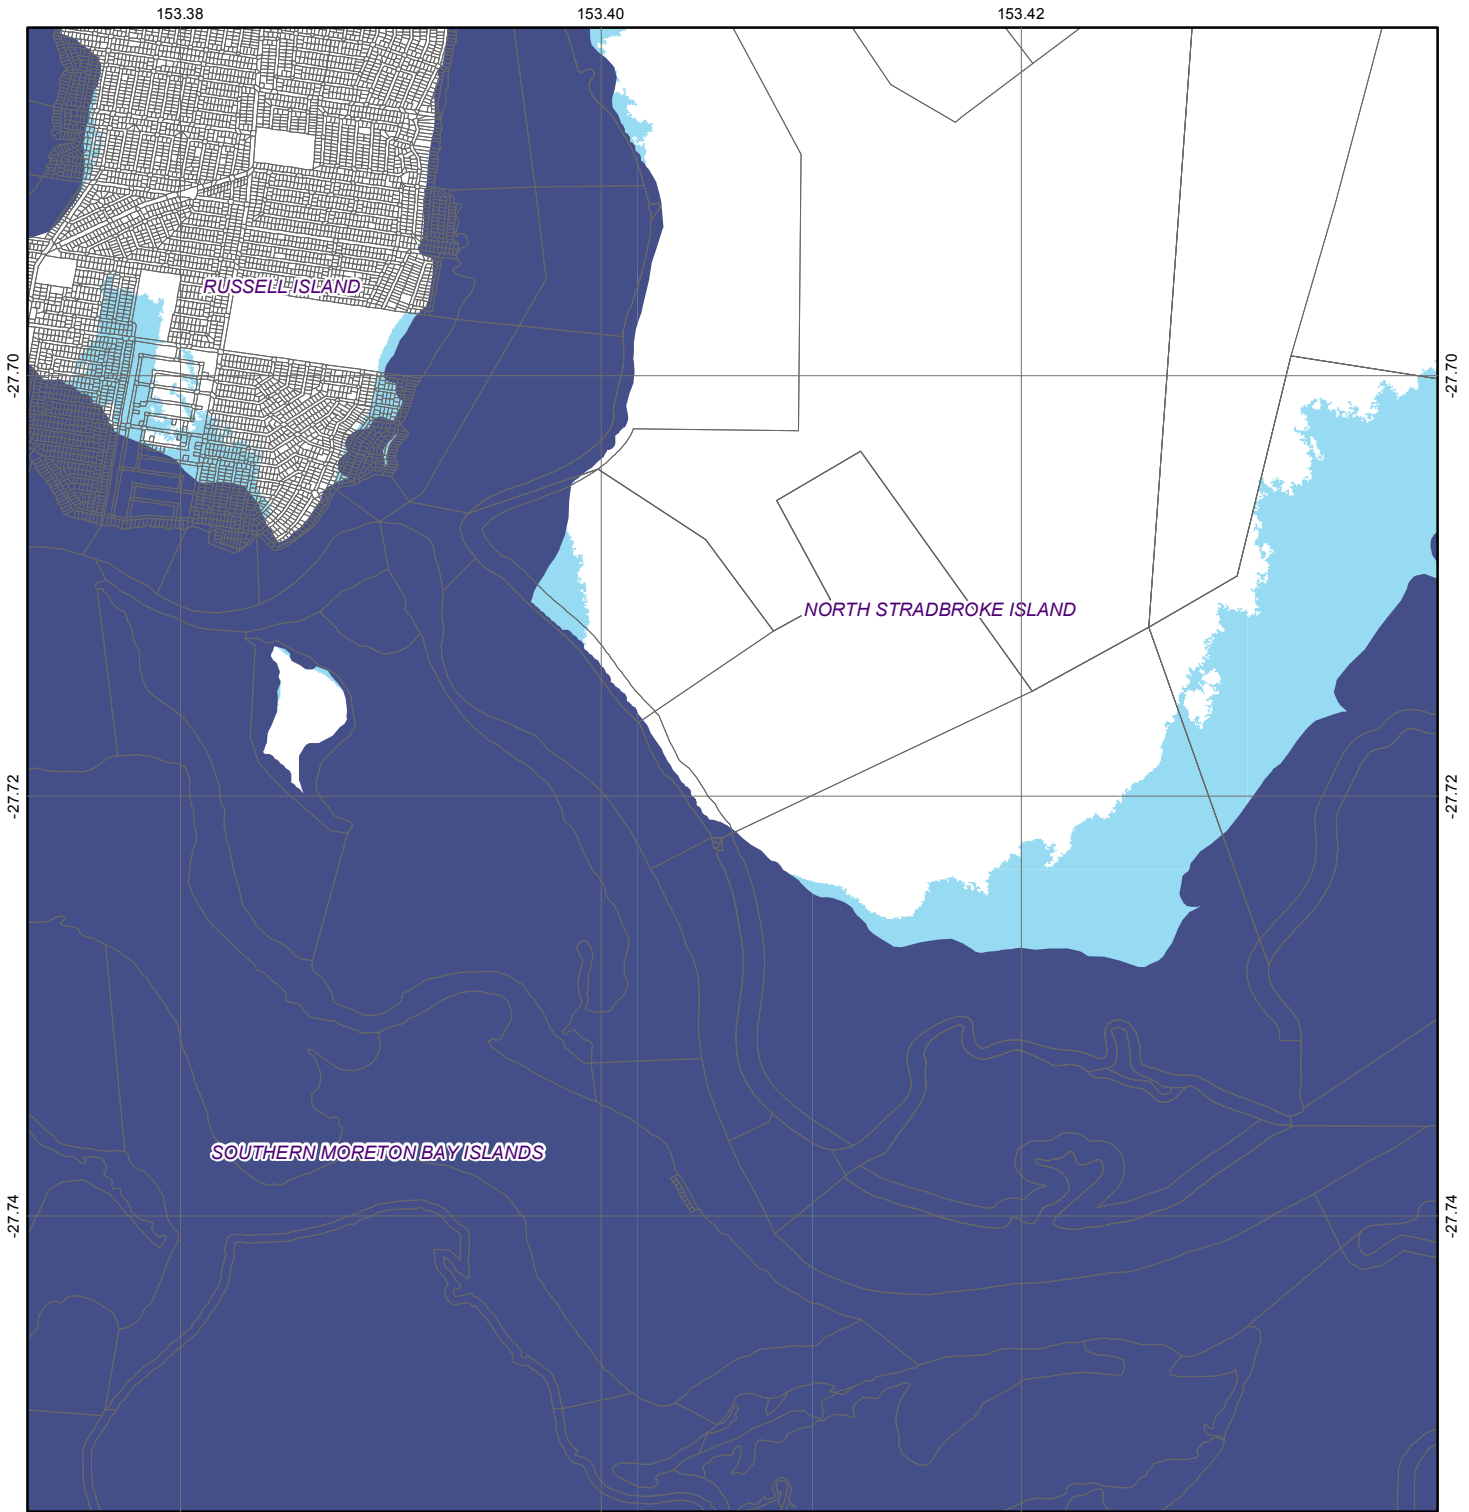 153.38 153.40 153.42
RUSSELL ISLAND
-27.70 -27.70
NORTH STRADBROKE ISLAND
-27.72 -27.72
SOUTHERN MORETON BAY ISLANDS
-27.74 -27.74